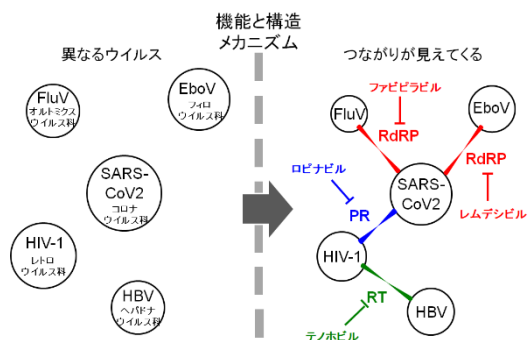 機能と構造
メカニズム
異なるウイルス
FluV
オルトミクス
ウイルス科
EboV
フィロ
ウイルス科
SARS-
CoV2
コロナ
ウイルス科
HIV-1
レトロ
ウイルス科
HBV
ヘパドナ
ウイルス科
つながりが見えてくる
ファビピラビル
FluV
RdRP
EboV
RdRP
レムデシビル
ロピナビル
PR
SARS-
CoV2
HIV-1
RT
テノホビル
HBV